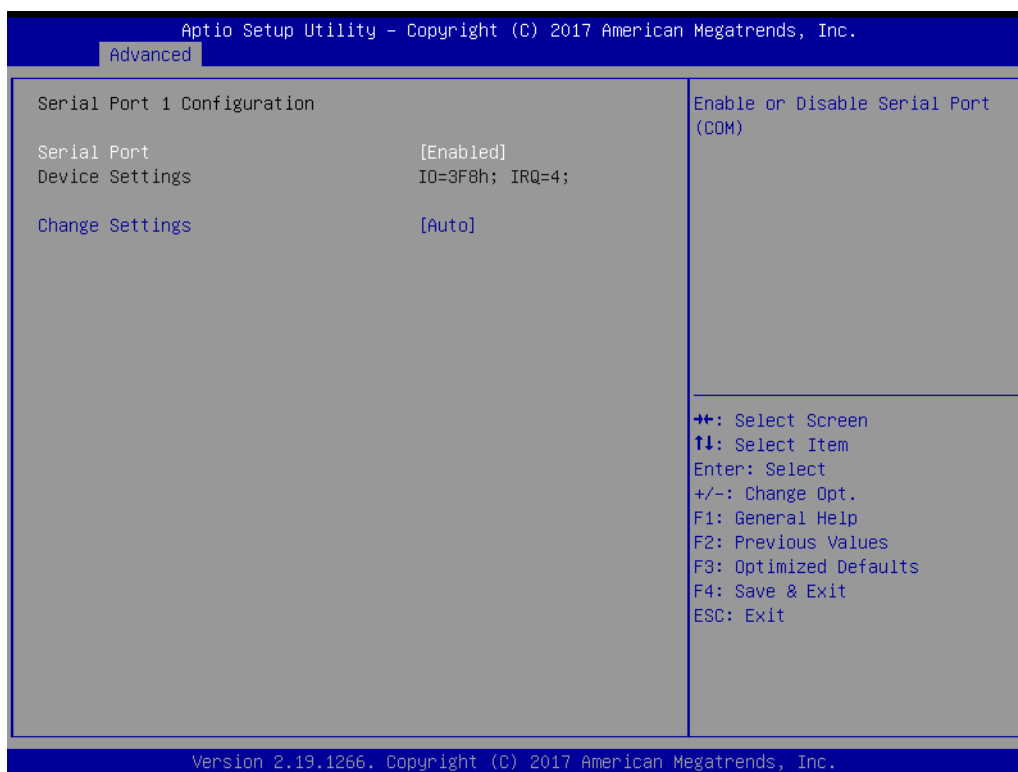 Aptio Setup Utility – Copyright (C) 2017 American Megatrends, Inc.
Advanced
Serial Port 1 Configuration
Serial Port [Enabled]
Device Settings IO=3F8h; IRQ=4;
Change Settings [Auto]
Enable or Disable Serial Port
(COM)
→←: Select Screen
↑↓: Select Item
Enter: Select
+/-: Change Opt.
F1: General Help
F2: Previous Values
F3: Optimized Defaults
F4: Save & Exit
ESC: Exit
Version 2.19.1266. Copyright (C) 2017 American Megatrends, Inc.